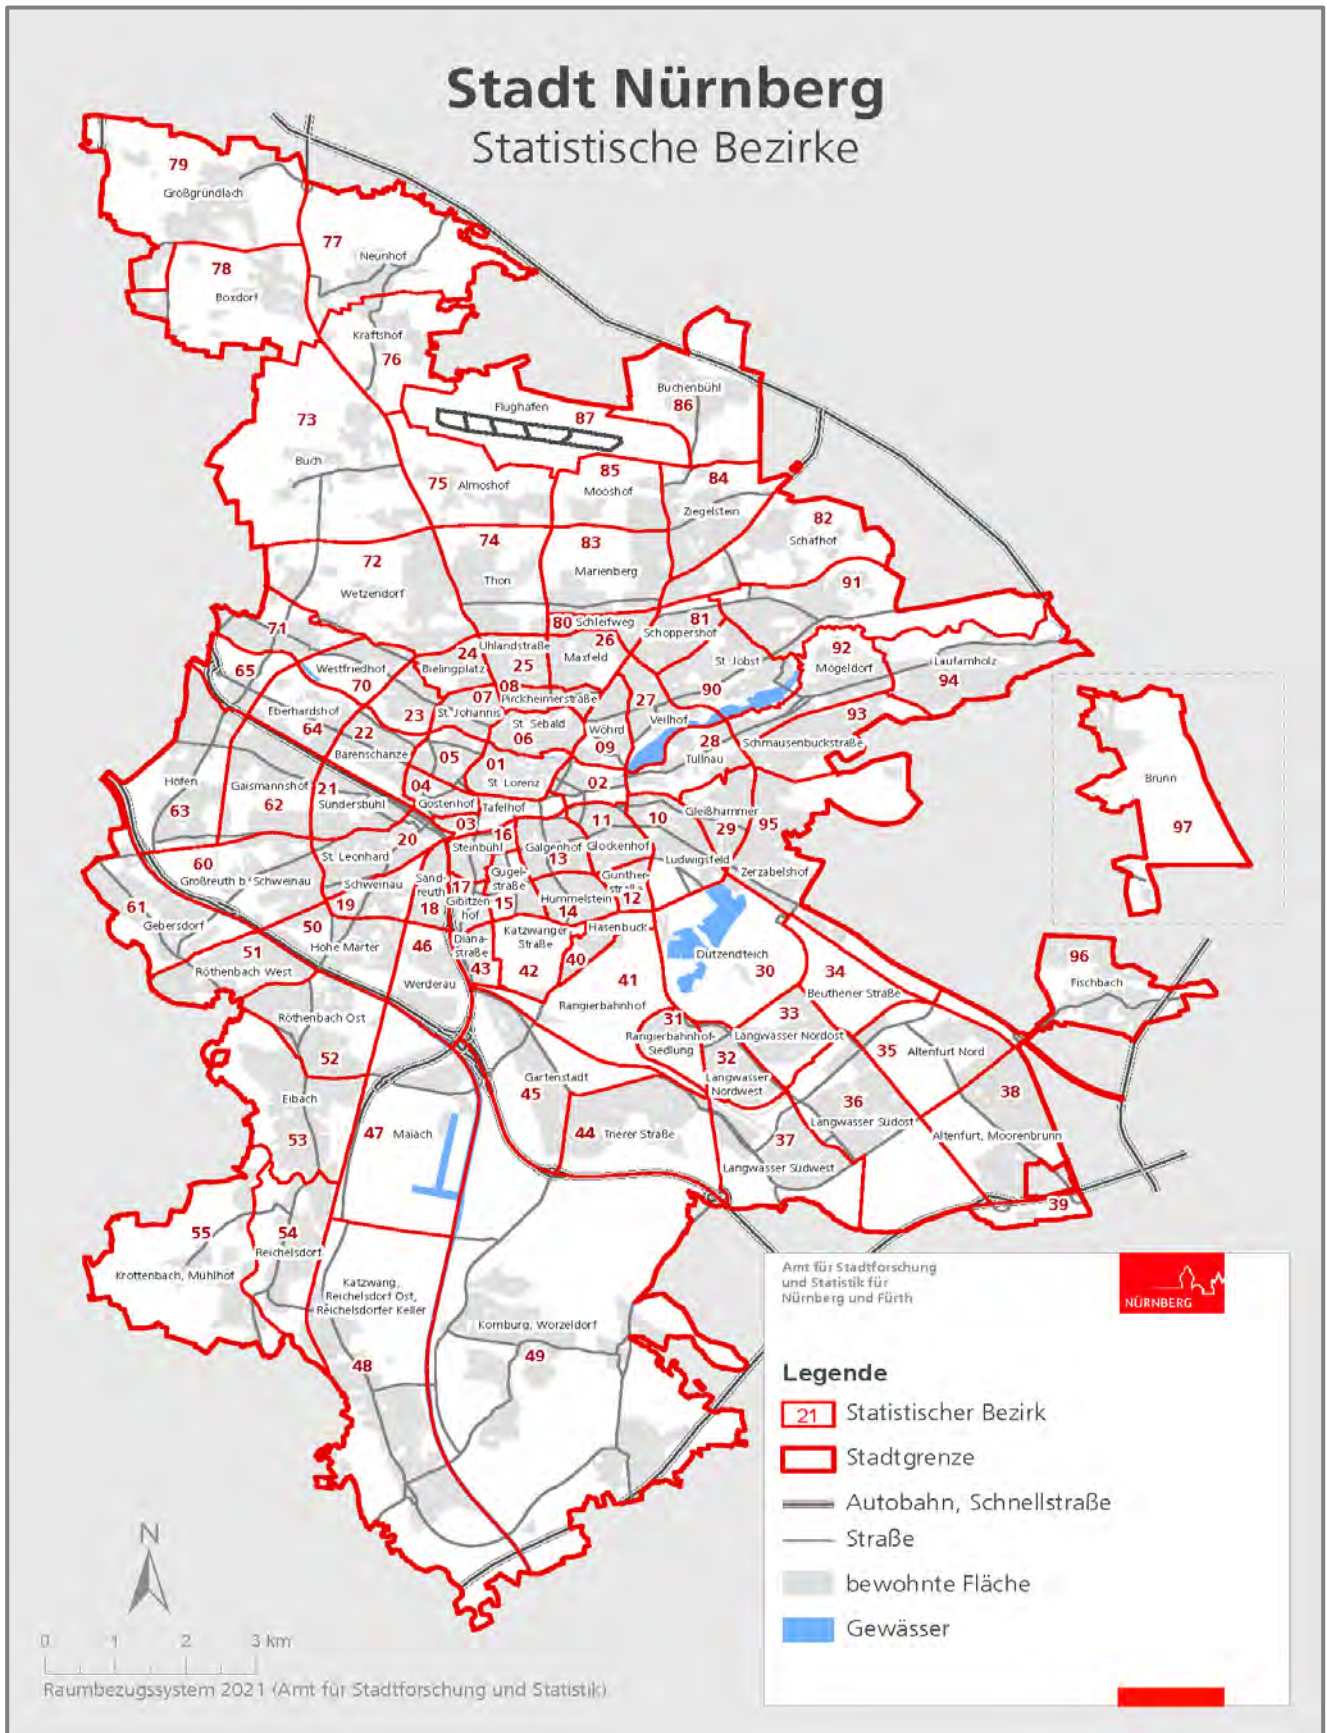 Stadt Nürnberg
Statistische Bezirke
79
Großgründlach
77
Neunhof
78
Boxdorf
Kraftshof
76
Buchenbühl
86
Flughafen
87
73
Buch
75 Almoshof
85
Mooshof
84
Ziegelstein
82
Schafhof
74
Thon
83
Marienberg
72
Wetzendorf
91
71
80 Schleifweg
81
Schoppershof
24
Bielingplatz
Uhlandstraße
25
26
Maxfeld
St. Jobst
92
Mögeldorf
Laufamholz
94
65
Westfriedhof
70
08
07
Pirckheimerstraße
27
90
Veilhof
Eberhardshof
64
22
23
St. Johannis
St. Sebald
06
Wöhrd
09
93
28
Schmausenbuckstraße
Tullnau
Bärenschanze
05
01
St. Lorenz
02
Höfen
63
Gaismannshof
62
21
Sündersbühl
04
Gostenhof
Tafelhof
03
Gleißhammer
29
95
Brunn
97
20
St. Leonhard
Steinbühl
16
Galgenhof
13
11
Glockenhof
10
Ludwigsfeld
Zerzabelshof
60
Großreuth b. Schweinau
Schweinau
19
Sand-
reuth
18
17
Gibitzen-
hof
Gugel-
straße
15
Hummelstein
14
Gunther-
straße
12
61
Gebersdorf
50
Hohe Marter
51
Röthenbach West
46
Werderau
Diana-
straße
43
Katzwanger
Straße
42
Hasenbuck
40
41
Rangierbahnhof
Dutzendteich
30
34
Beuthener Straße
96
Fischbach
Röthenbach Ost
52
31
Rangierbahnhof-
Siedlung
33
Langwasser Nordost
32
Langwasser
Nordwest
35
Altenfurt Nord
38
Altenfurt, Moorenbrunn
39
Eibach
53
47 Maiach
Gartenstadt
45
44 Trierer Straße
36
Langwasser Südost
37
Langwasser Südwest
55
Krottenbach, Mühlhof
54
Reichelsdorf
Katzwang,
Reichelsdorf Ost,
Reichelsdorfer Keller
48
Kornburg, Worzeldorf
49
Amt für Stadtforschung
und Statistik für
Nürnberg und Fürth
NÜRNBERG
Legende
21 Statistischer Bezirk
Stadtgrenze
Autobahn, Schnellstraße
Straße
bewohnte Fläche
Gewässer
N
0 1 2 3 km
Raumbezugssystem 2021 (Amt für Stadtforschung und Statistik)